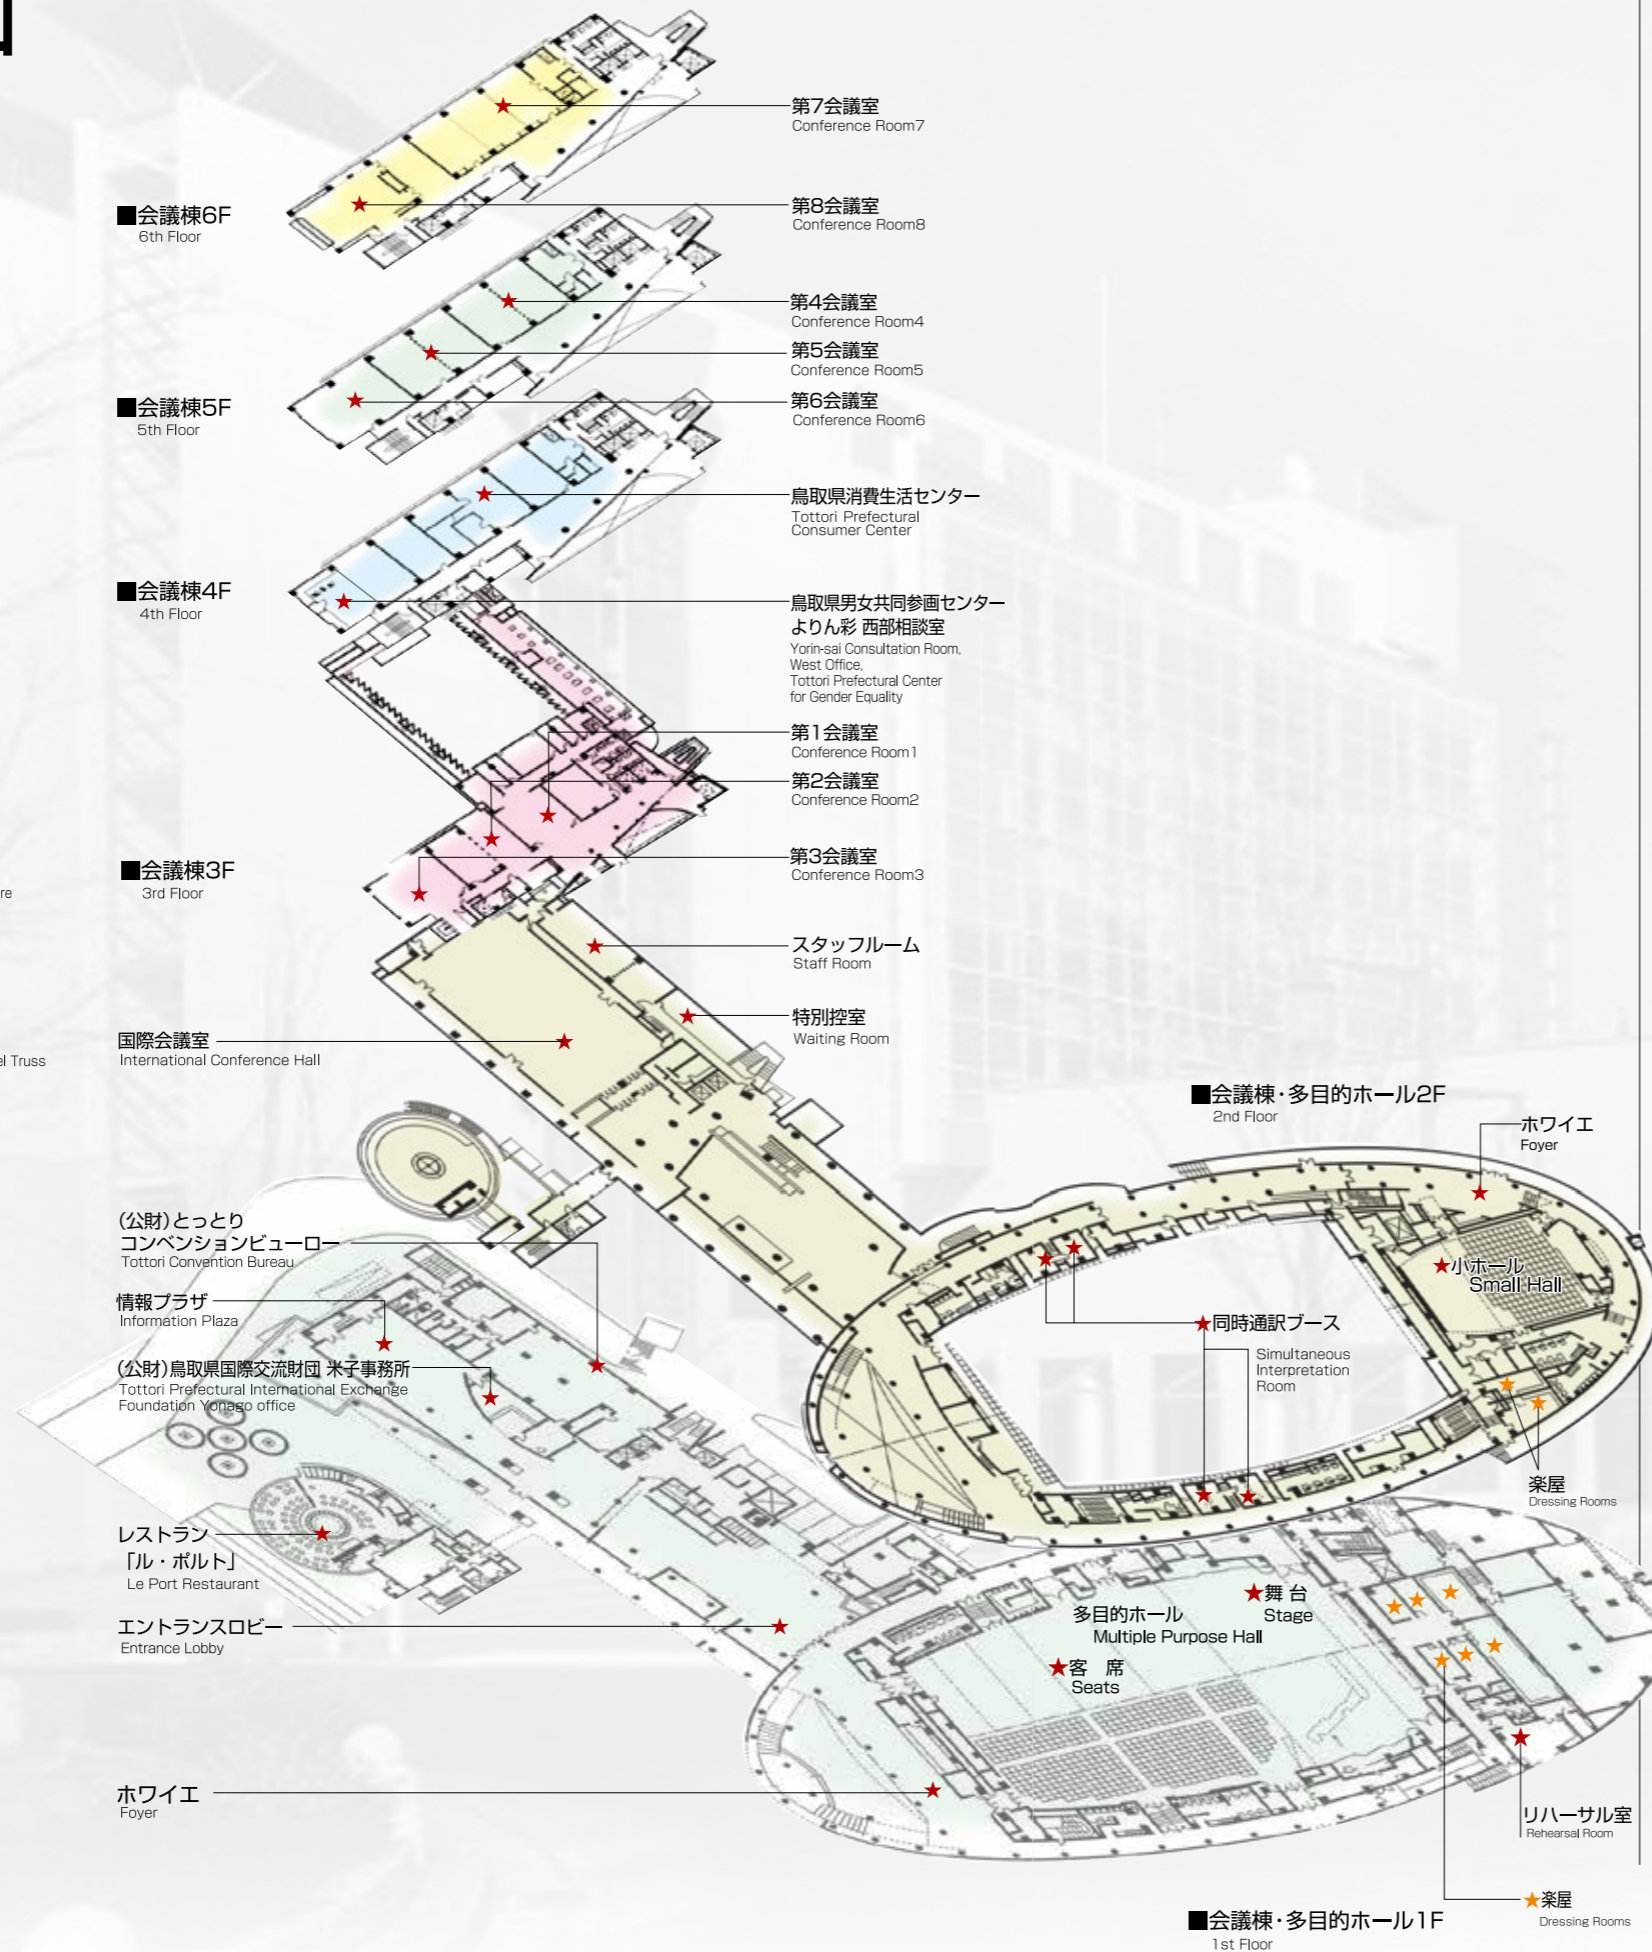 第7会議室
Conference Room7
■会議棟6F
6th Floor
第8会議室
Conference Room8
第4会議室
Conference Room4
第5会議室
Conference Room5
■会議棟5F
5th Floor
第6会議室
Conference Room6
鳥取県消費生活センター
Tottori Prefectural
Consumer Center
■会議棟4F
4th Floor
鳥取県男女共同参画センター
よりん彩 西部相談室
Yorin-sai Consultation Room,
West Office,
Tottori Prefectural Center
for Gender Equality
第1会議室
Conference Room1
第2会議室
Conference Room2
■会議棟3F
3rd Floor
第3会議室
Conference Room3
re
スタッフルーム
Staff Room
特別控室
Waiting Room
国際会議室
International Conference Hall
el Truss
■会議棟・多目的ホール2F
2nd Floor
ホワイエ
Foyer
(公財)とっとり
コンベンションビューロー
Tottori Convention Bureau
★小ホール
Small Hall
情報プラザ
Information Plaza
★同時通訳ブース
Simultaneous
Interpretation
Room
(公財)鳥取県国際交流財団 米子事務所
Tottori Prefectural International Exchange
Foundation Yonago office
楽屋
Dressing Rooms
レストラン
「ル・ポルト」
Le Port Restaurant
★舞 台
Stage
多目的ホール
Multiple Purpose Hall
エントランスロビー
Entrance Lobby
★客 席
Seats
ホワイエ
Foyer
リハーサル室
Rehearsal Room
★楽屋
Dressing Rooms
■会議棟・多目的ホール1F
1st Floor